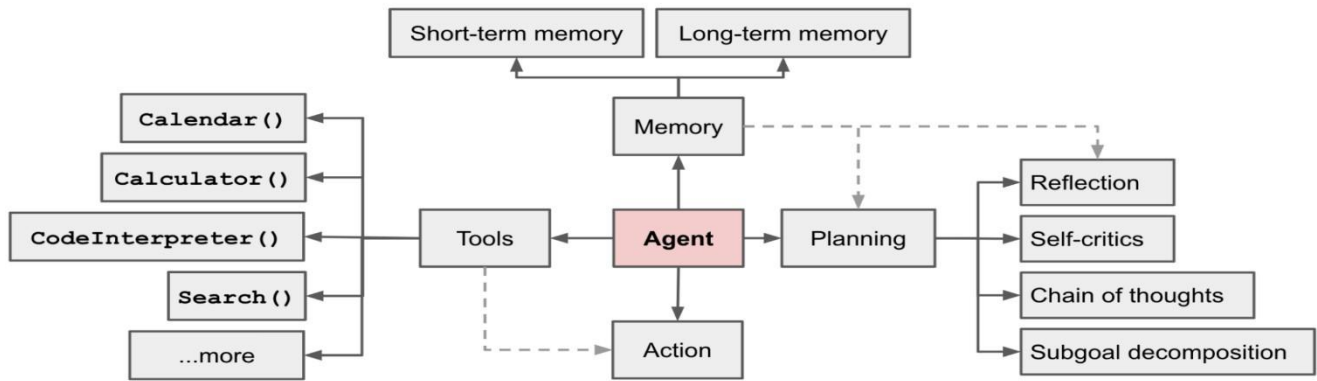 Short-term memory
Long-term memory
Calendar()
Memory
Calculator()
Reflection
CodeInterpreter()
Tools
Agent
Planning
Self-critics
Search()
Chain of thoughts
...more
Action
Subgoal decomposition